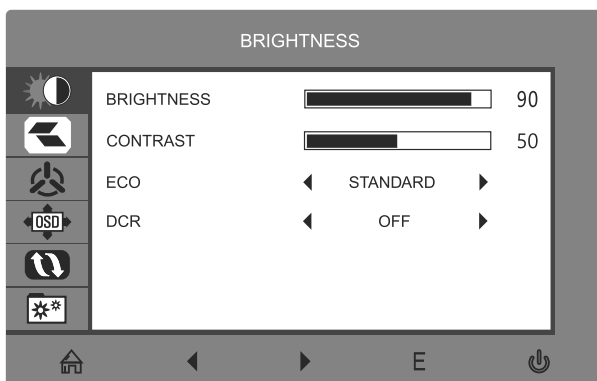 BRIGHTNESS
BRIGHTNESS 90
CONTRAST 50
ECO STANDARD
DCR OFF
OSD
E